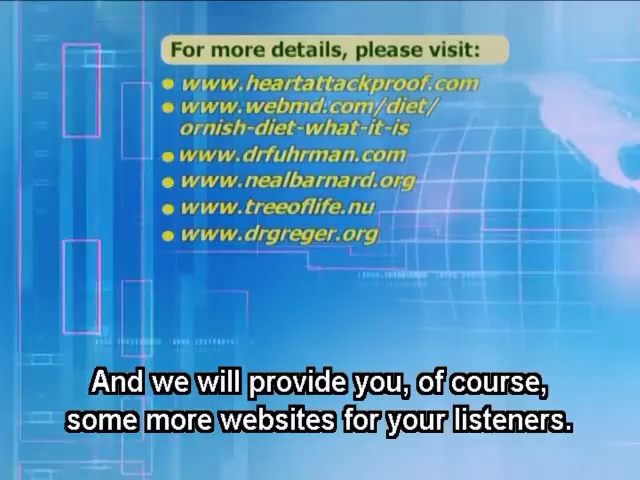 For more details, please visit:
www.heartattackproof.com
www.webmd.com/diet/
ornish-diet-what-it-is
www.drfuhrman.com
www.nealbarnard.org
www.treeoflife.nu
www.drgreger.org
And we will provide you, of course,
some more websites for your listeners.